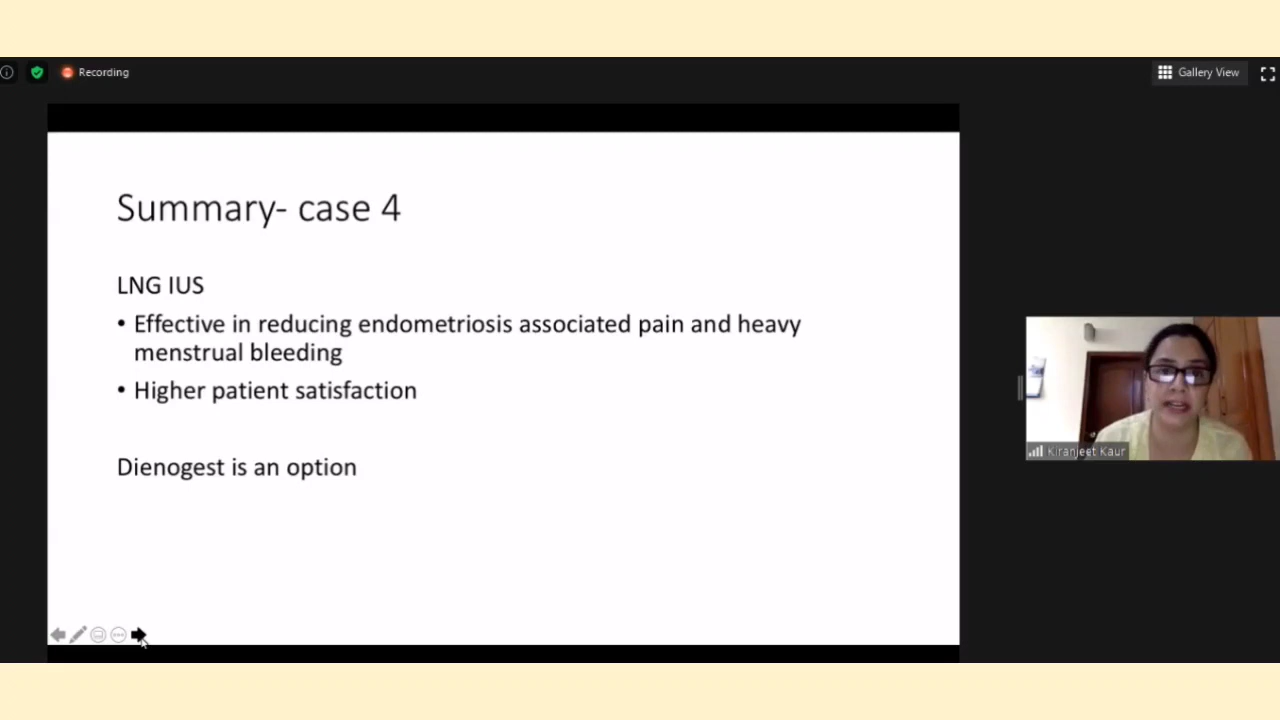 Recording
Gallery View
Summary- case 4
LNG IUS
• Effective in reducing endometriosis associated pain and heavy
menstrual bleeding
• Higher patient satisfaction
Dienogest is an option
Kiranjeet Kaur